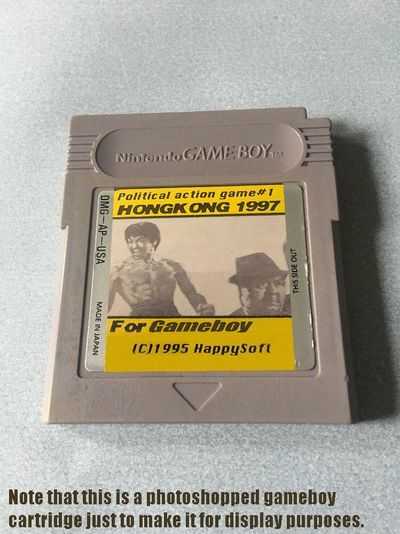 Nintendo GAME BOY TM
Political action game#1
HONGKONG 1997
DMG-AP-USA
MADE IN JAPAN
THIS SIDE OUT
For Gameboy
(C)1995 HappySoft
Note that this is a photoshopped gameboy
cartridge just to make it for display purposes.